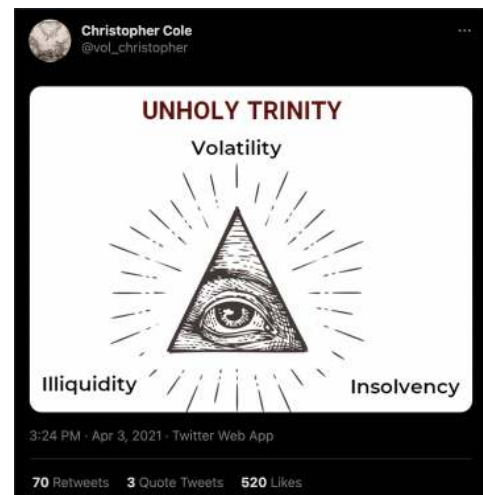 Christopher Cole
@vol_christopher
UNHOLY TRINITY
Volatility
Illiquidity
Insolvency
3:24 PM · Apr 3, 2021 · Twitter Web App
70 Retweets 3 Quote Tweets 520 Likes